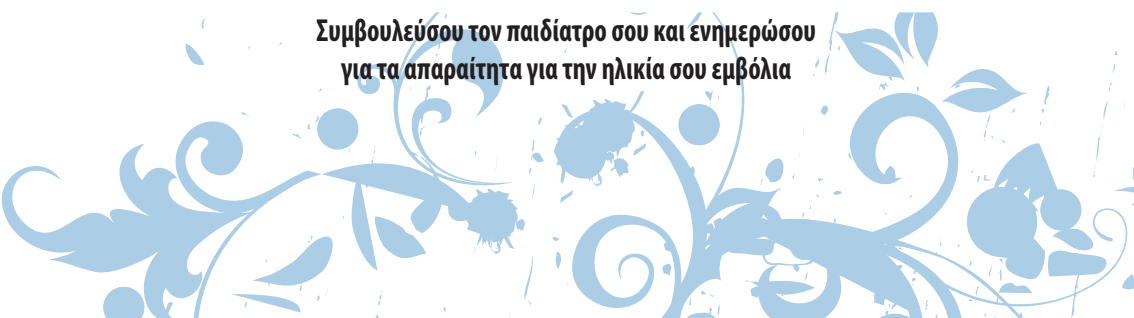 Συμβουλεύσου τον παιδίατρο σου και ενημερώσου
για τα απαραίτητα για την ηλικία σου εμβόλια